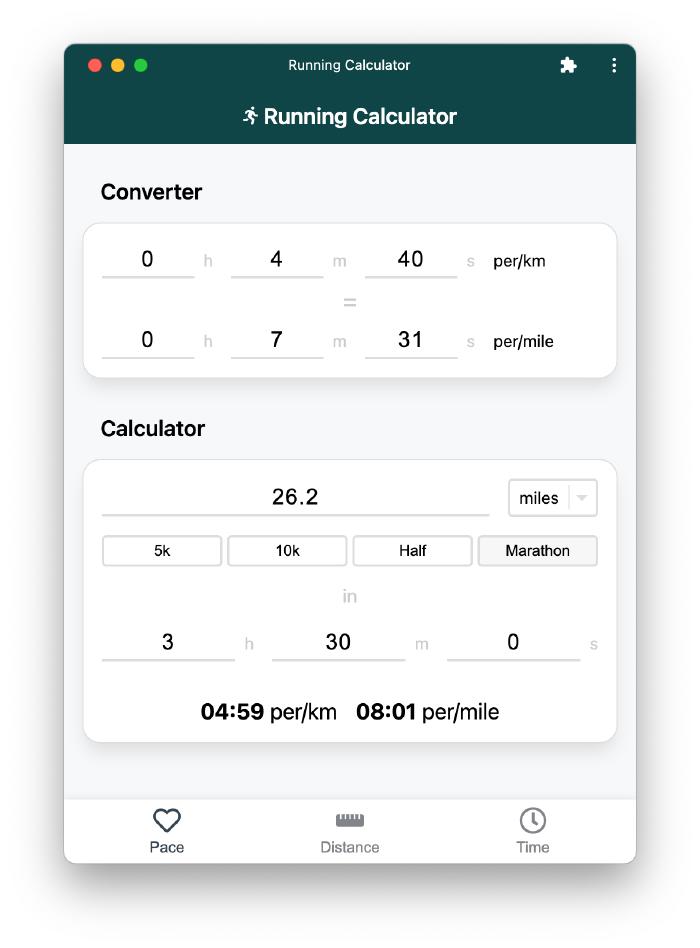 Running Calculator
Running Calculator
Converter
0 h 4 m 40 s per/km
=
0 h 7 m 31 s per/mile
Calculator
26.2 miles
5k 10k Half Marathon
in
3 h 30 m 0 s
04:59 per/km 08:01 per/mile
Pace Distance Time